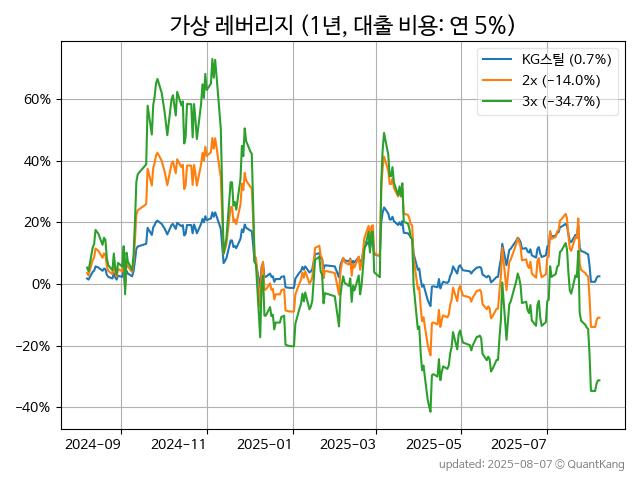 가상 레버리지 (1년, 대출 비용: 연 5%)
KG스틸 (0.7%)
2x (−14.0%)
3x (−34.7%)
60%
40%
20%
0%
−20%
−40%
2024-09 2024-11 2025-01 2025-03 2025-05 2025-07
updated: 2025-08-07 © QuantKang